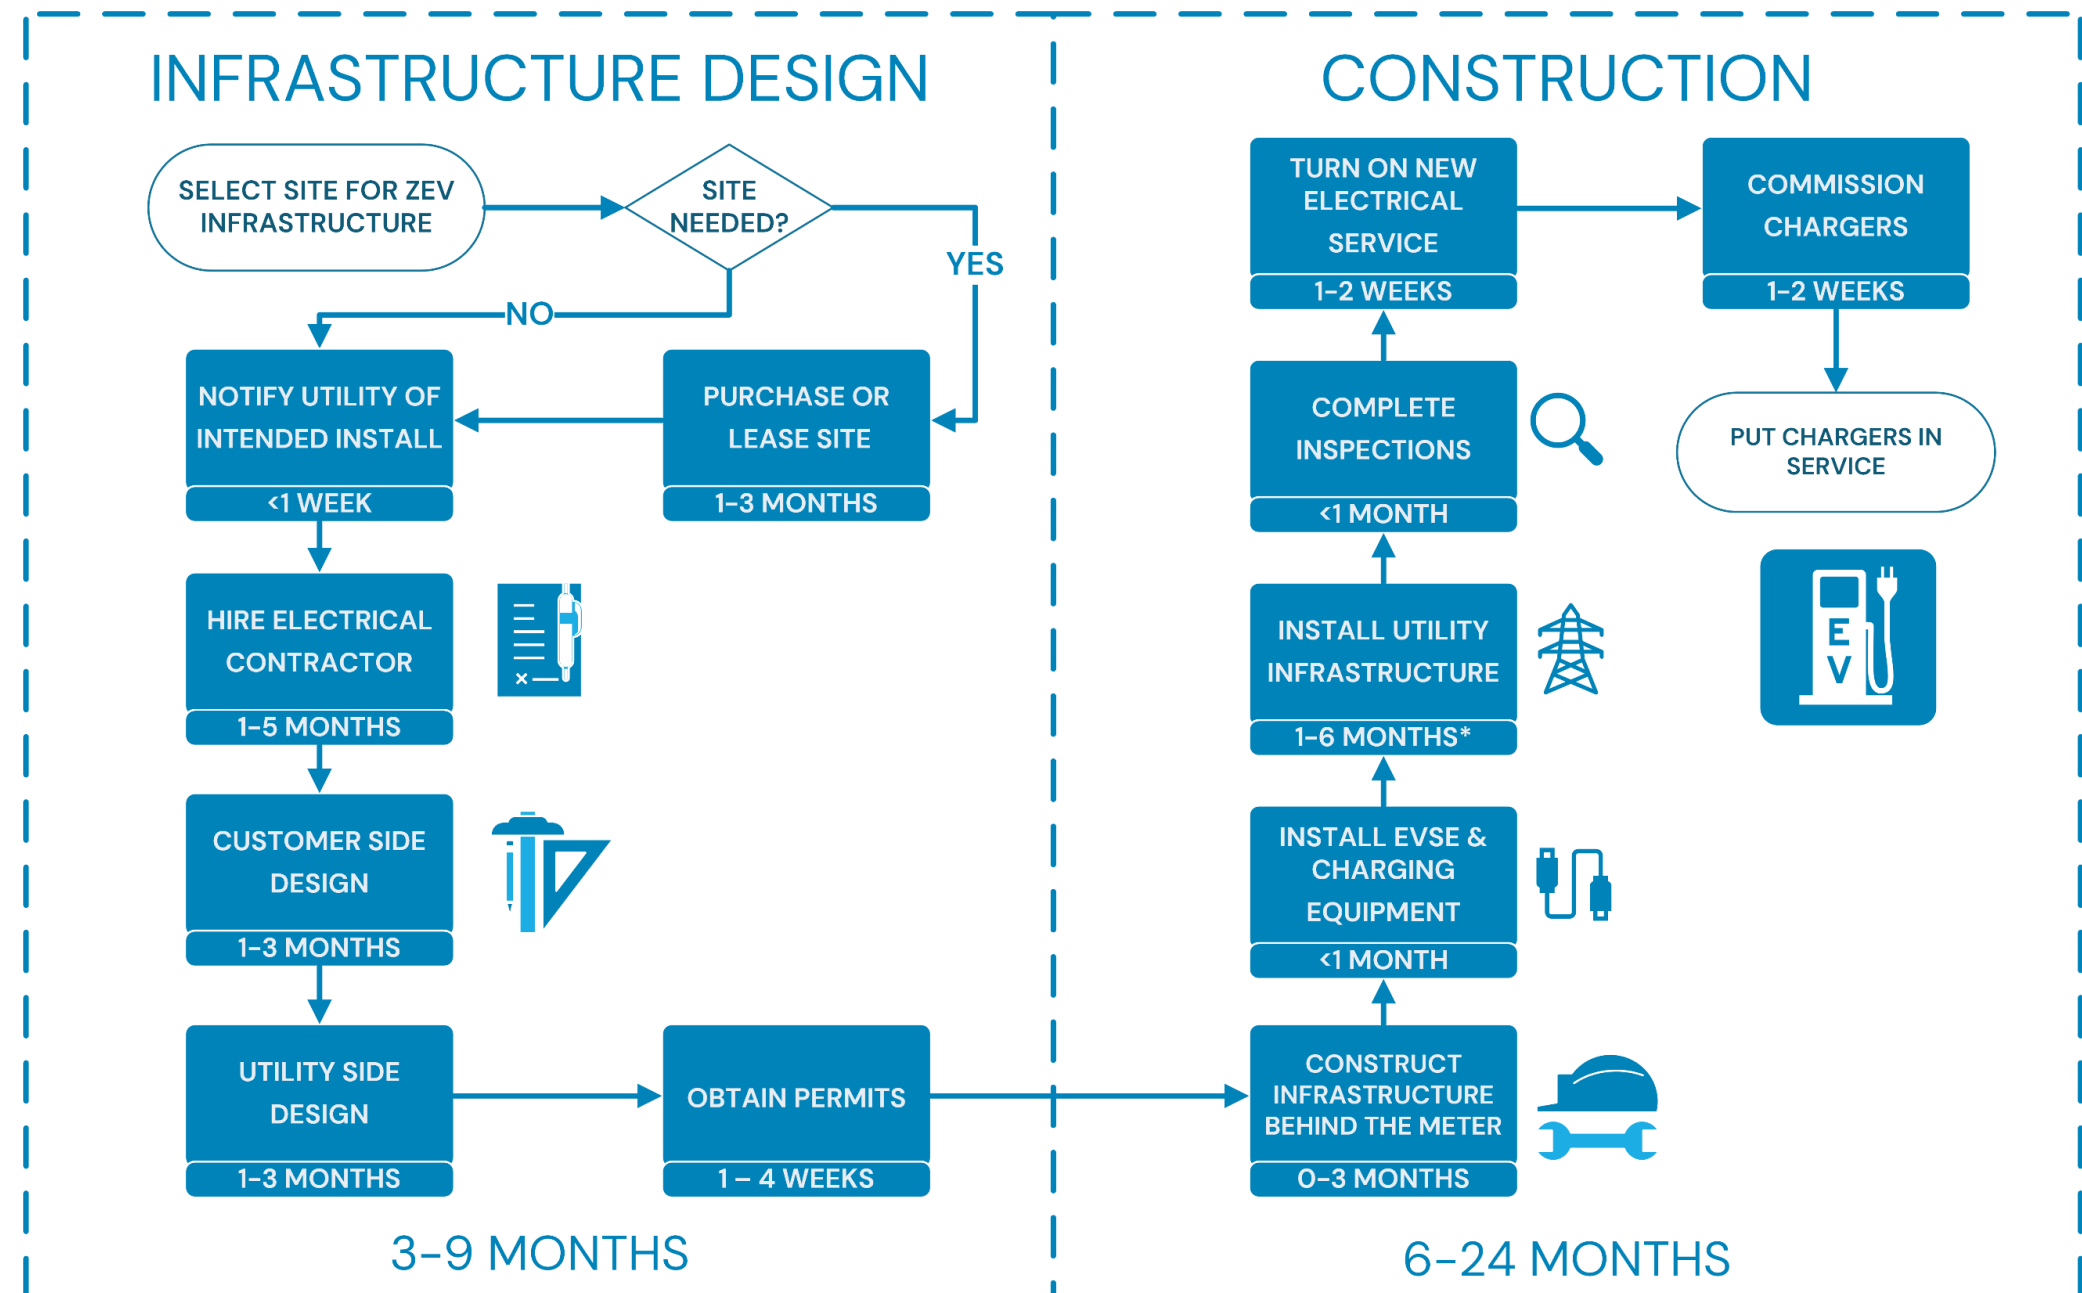 INFRASTRUCTURE DESIGN
SELECT SITE FOR ZEV
INFRASTRUCTURE
SITE
NEEDED?
YES
NO
NOTIFY UTILITY OF
INTENDED INSTALL
<1 WEEK
PURCHASE OR
LEASE SITE
1-3 MONTHS
HIRE ELECTRICAL
CONTRACTOR
1-5 MONTHS
CUSTOMER SIDE
DESIGN
1-3 MONTHS
UTILITY SIDE
DESIGN
1-3 MONTHS
OBTAIN PERMITS
1 – 4 WEEKS
3-9 MONTHS
CONSTRUCTION
TURN ON NEW
ELECTRICAL
SERVICE
1-2 WEEKS
COMMISSION
CHARGERS
1-2 WEEKS
COMPLETE
INSPECTIONS
<1 MONTH
PUT CHARGERS IN
SERVICE
INSTALL UTILITY
INFRASTRUCTURE
1-6 MONTHS*
E
V
INSTALL EVSE &
CHARGING
EQUIPMENT
<1 MONTH
CONSTRUCT
INFRASTRUCTURE
BEHIND THE METER
0-3 MONTHS
6-24 MONTHS